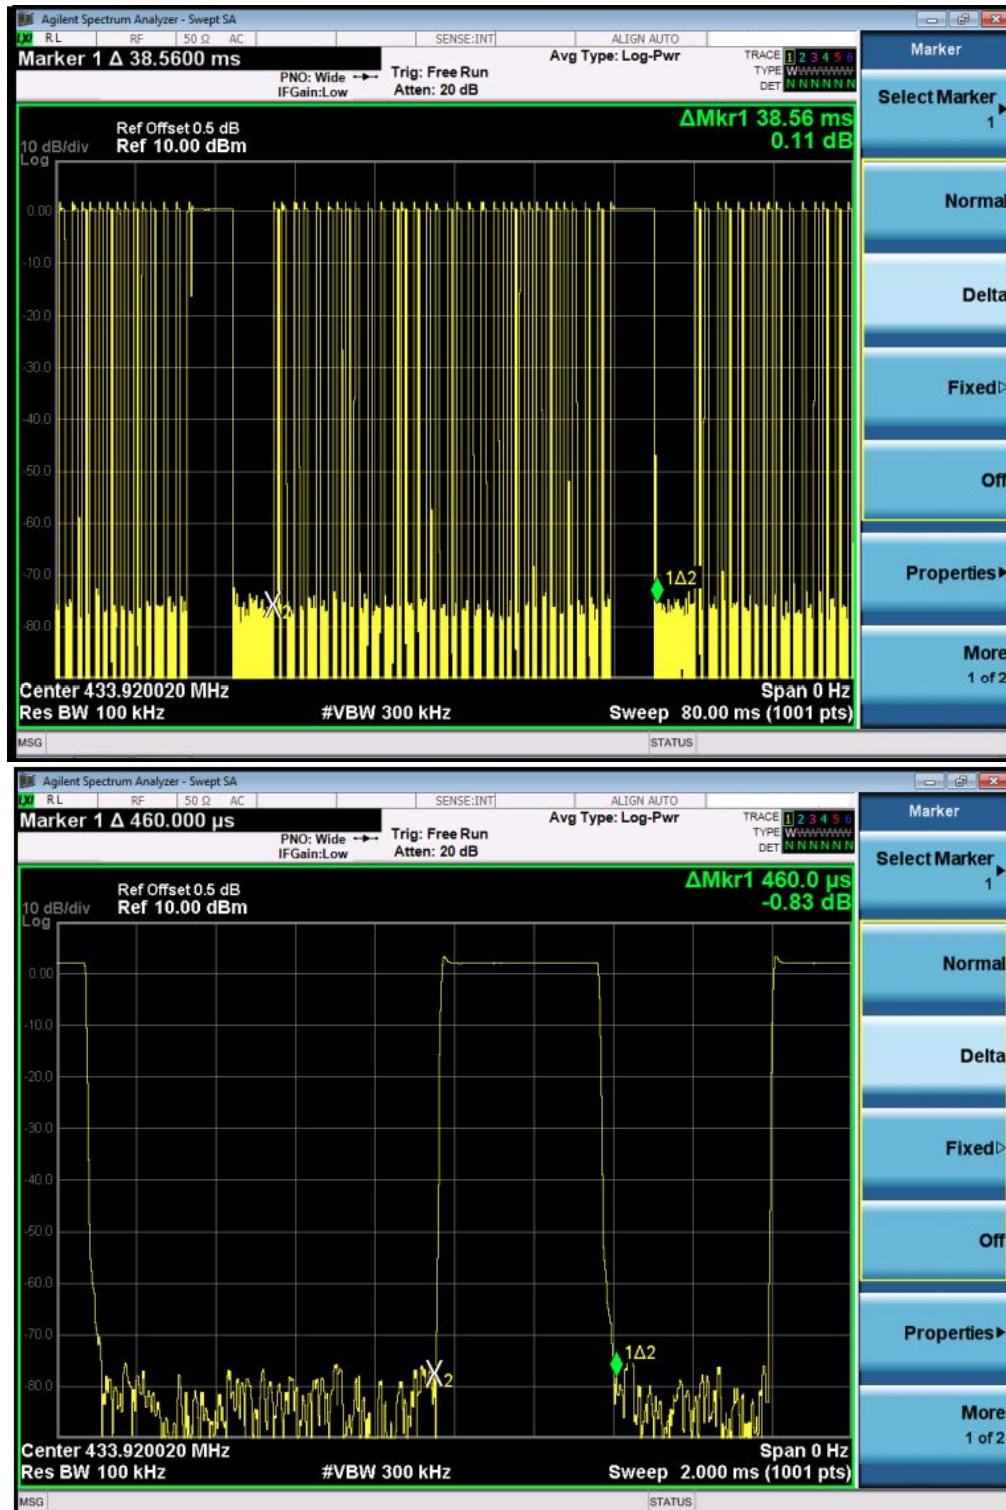 Agilent Spectrum Analyzer - Swept SA
LXI RL RF 50 Ω AC SENSE:INT ALIGN AUTO
Marker 1 Δ 38.5600 ms
PNO: Wide Trig: Free Run Avg Type: Log-Pwr TRACE 1 2 3 4 5 6
IFGain:Low Atten: 20 dB TYPE WWWWWW
DET N N N N N N
Marker
ΔMkr1 38.56 ms
0.11 dB
Ref Offset 0.5 dB
10 dB/div Ref 10.00 dBm
Log
0.00
-10.0
-20.0
-30.0
-40.0
-50.0
-60.0
-70.0
-80.0
1Δ2
2
Center 433.920020 MHz Span 0 Hz
Res BW 100 kHz #VBW 300 kHz Sweep 80.00 ms (1001 pts)
MSG STATUS
Select Marker
1
Normal
Delta
Fixed
Off
Properties
More
1 of 2
Agilent Spectrum Analyzer - Swept SA
LXI RL RF 50 Ω AC SENSE:INT ALIGN AUTO
Marker 1 Δ 460.000 µs
PNO: Wide Trig: Free Run Avg Type: Log-Pwr TRACE 1 2 3 4 5 6
IFGain:Low Atten: 20 dB TYPE WWWWWW
DET N N N N N N
Marker
ΔMkr1 460.0 µs
-0.83 dB
Ref Offset 0.5 dB
10 dB/div Ref 10.00 dBm
Log
0.00
-10.0
-20.0
-30.0
-40.0
-50.0
-60.0
-70.0
-80.0
1Δ2
2
Center 433.920020 MHz Span 0 Hz
Res BW 100 kHz #VBW 300 kHz Sweep 2.000 ms (1001 pts)
MSG STATUS
Select Marker
1
Normal
Delta
Fixed
Off
Properties
More
1 of 2